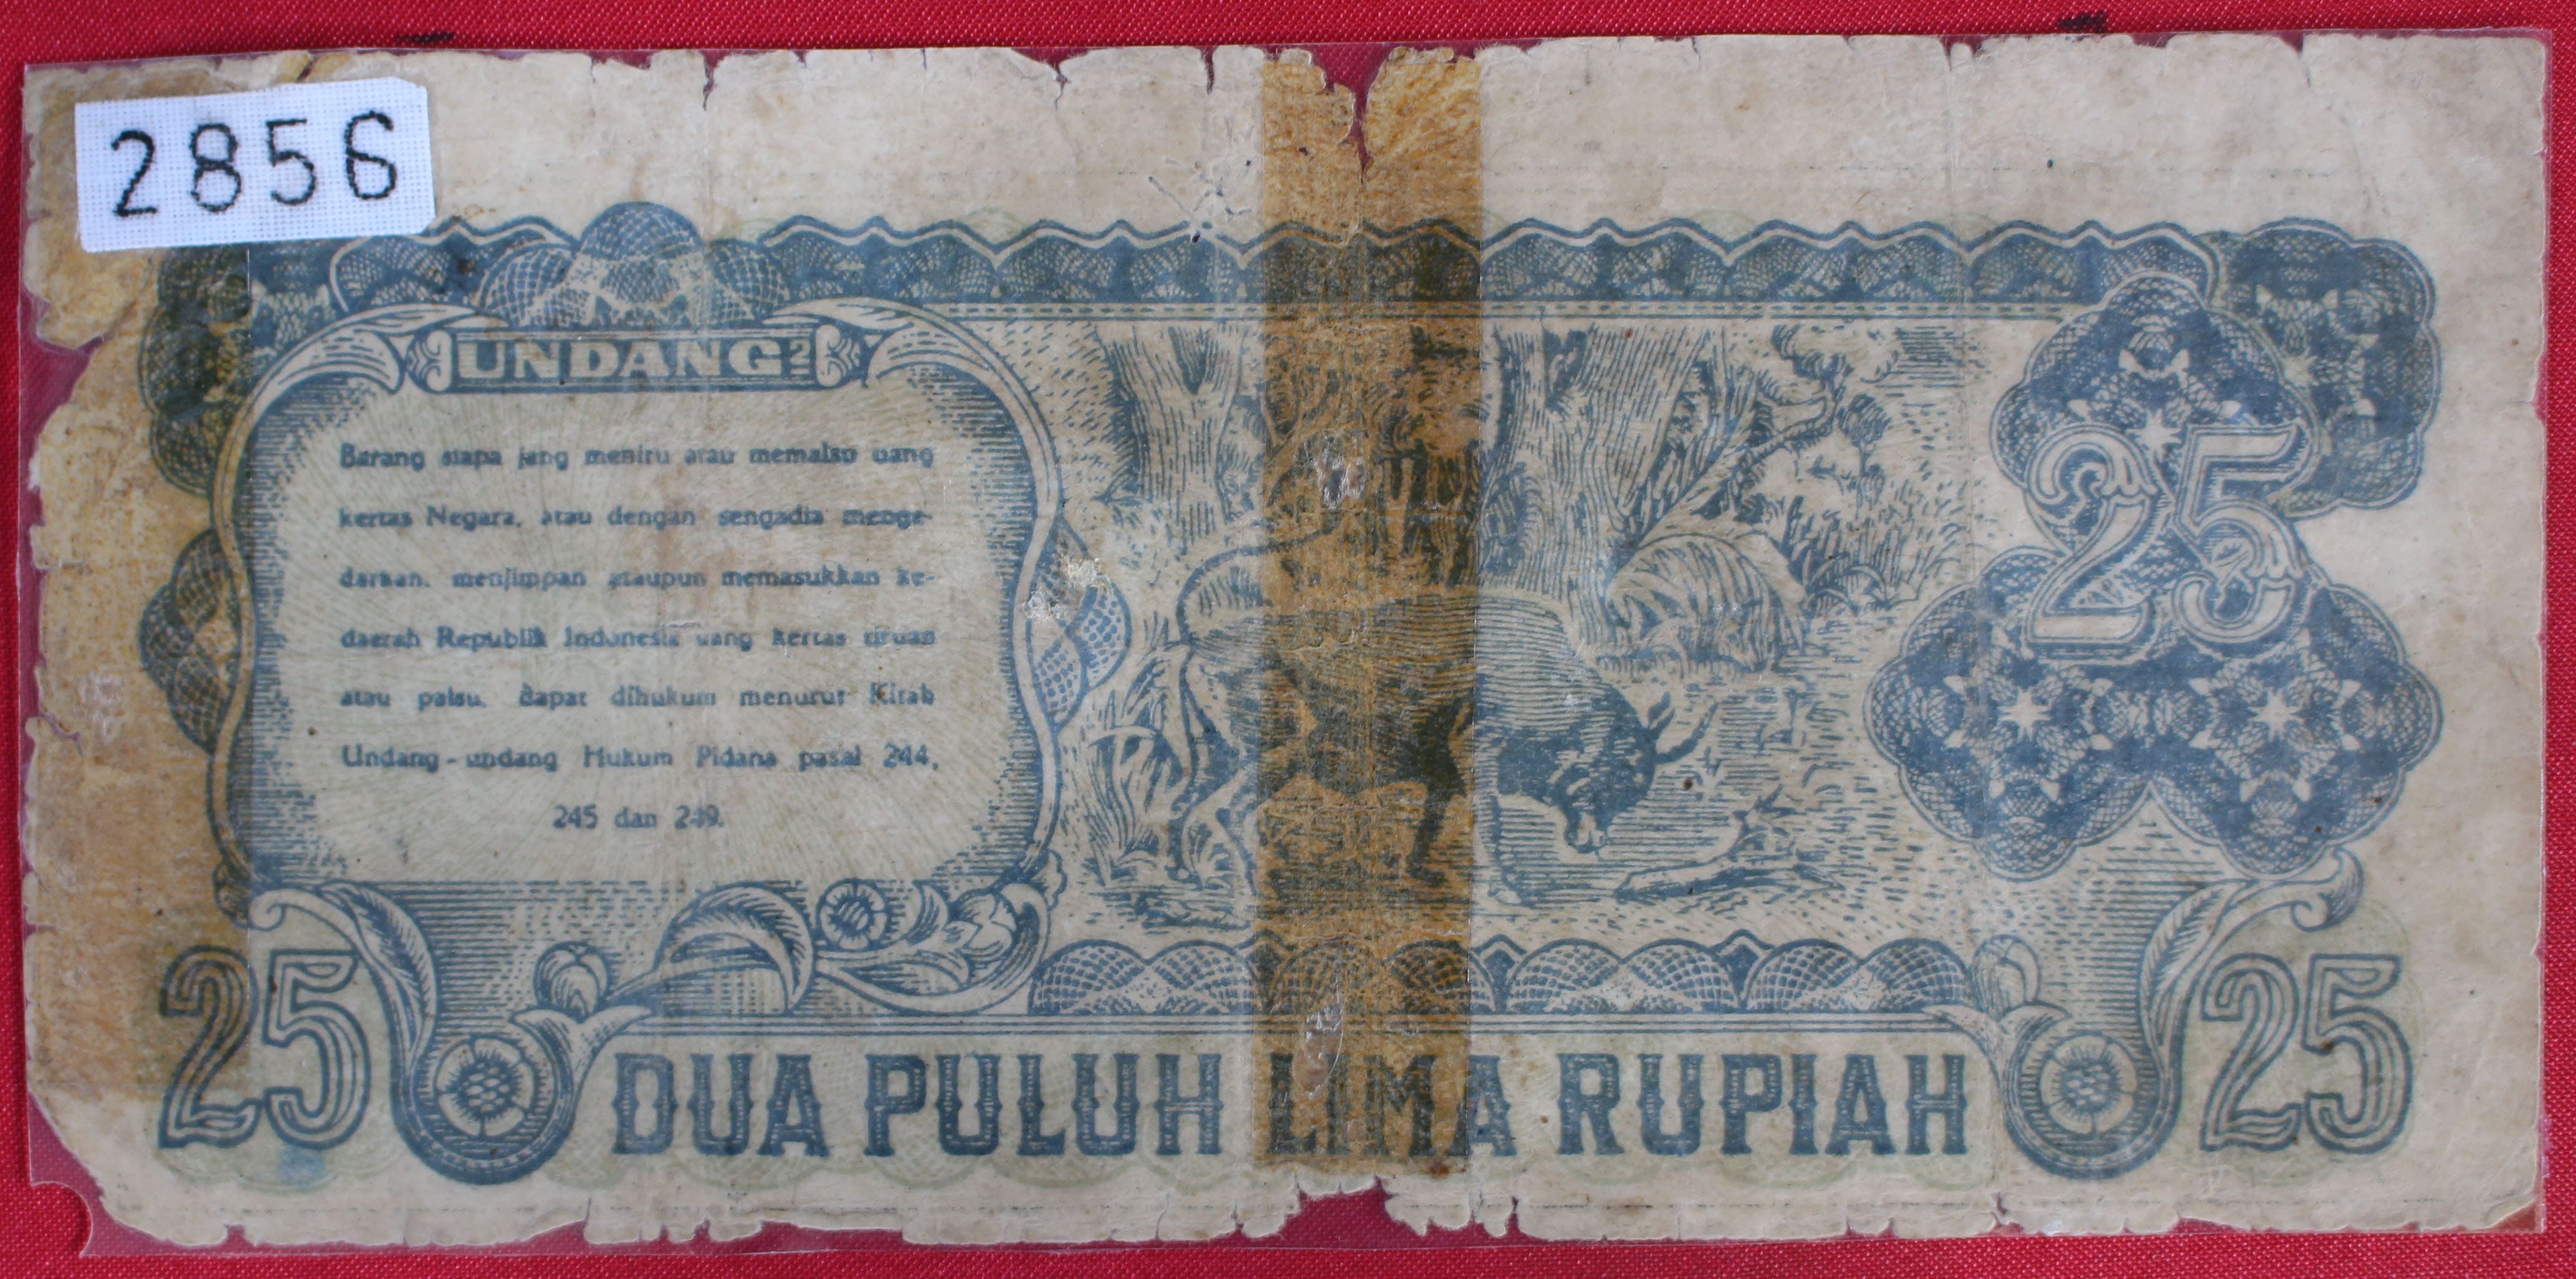 2856
UNDANG2
Barang siapa jang meniru atau memalsu uang
kertas Negara, atau dengan sengadja menge-
darkan, menjimpan ataupun memasukkan ke-
daerah Republik Indonesia uang kertas tiruan
atau palsu, dapat dihukum menurut Kitab
Undang-undang Hukum Pidana pasal 244,
245 dan 249.
25
25
DUA PULUH LIMA RUPIAH
25